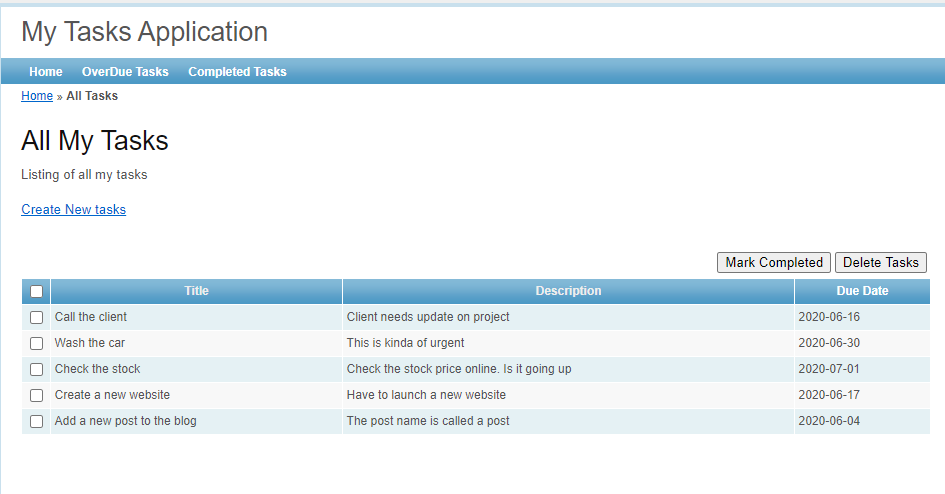 My Tasks Application
Home OverDue Tasks Completed Tasks
Home » All Tasks
All My Tasks
Listing of all my tasks
Create New tasks
Mark Completed Delete Tasks
Title Description Due Date
Call the client Client needs update on project 2020-06-16
Wash the car This is kinda of urgent 2020-06-30
Check the stock Check the stock price online. Is it going up 2020-07-01
Create a new website Have to launch a new website 2020-06-17
Add a new post to the blog The post name is called a post 2020-06-04